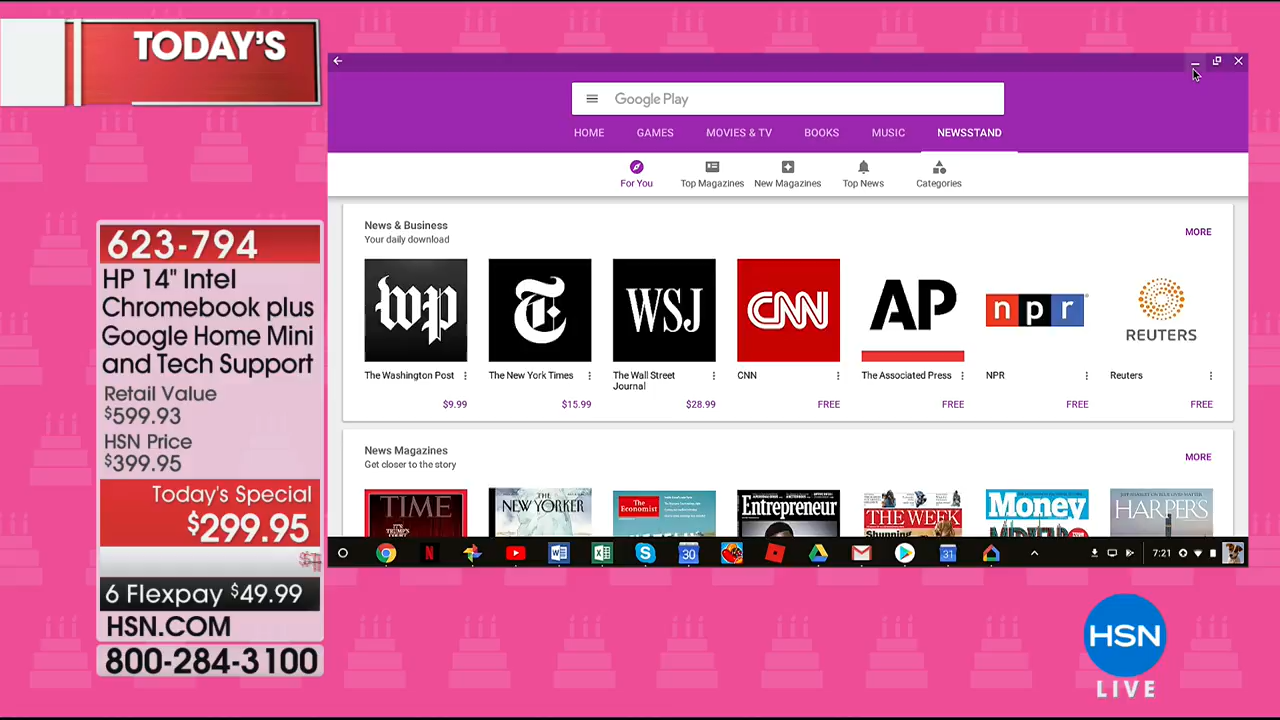 TODAY'S
623-794
HP 14" Intel
Chromebook plus
Google Home Mini
and Tech Support
Retail Value
$599.93
HSN Price
$399.95
Today's Special
$299.95
6 Flexpay $49.99
HSN.COM
800-284-3100
Google Play
HOME GAMES MOVIES & TV BOOKS MUSIC NEWSSTAND
For You Top Magazines New Magazines Top News Categories
News & Business
Your daily download
MORE
wp T WSJ CNN AP npr REUTERS
The Washington Post The New York Times The Wall Street Journal CNN The Associated Press NPR Reuters
$9.99 $15.99 $28.99 FREE FREE FREE FREE
News Magazines
Get closer to the story
MORE
TIME
THE
NEW YORKER
The
Economist
Entrepreneur
THE WEEK
Money
HARPER'S
30 31 7:21
HSN
LIVE